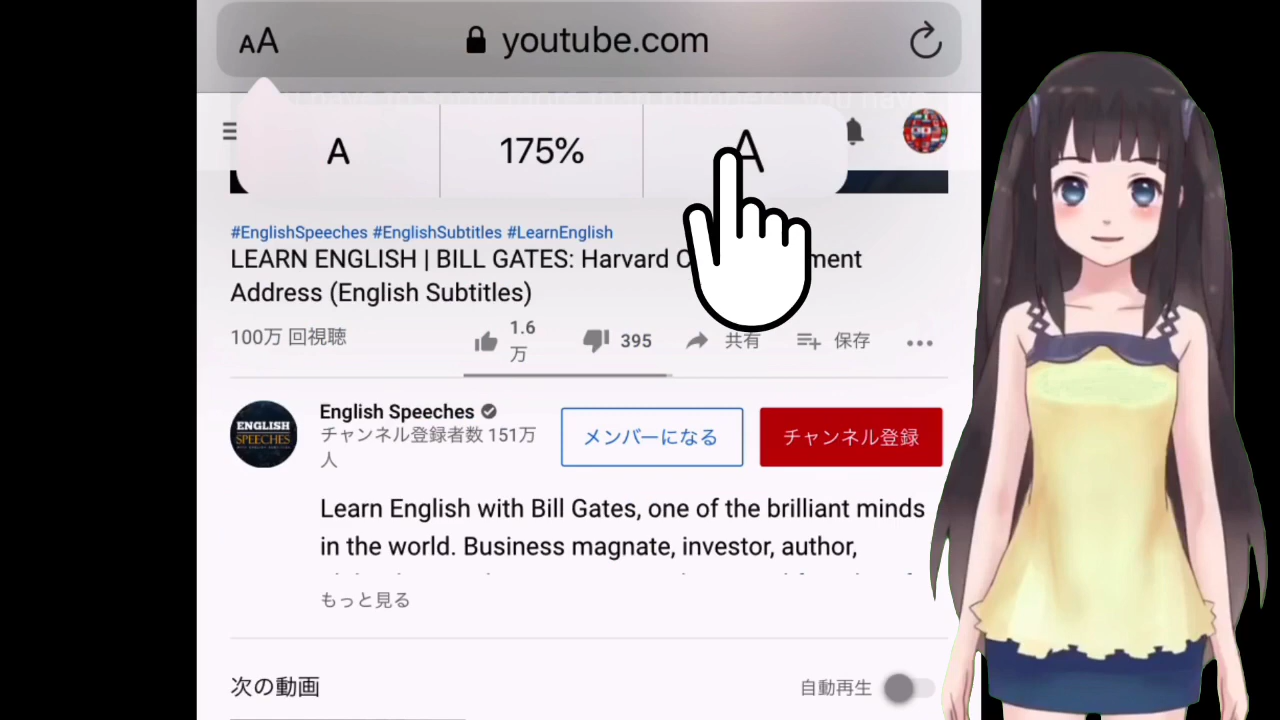 AA youtube.com
A 175% A
#EnglishSpeeches #EnglishSubtitles #LearnEnglish
LEARN ENGLISH | BILL GATES: Harvard
Address (English Subtitles)
100万 回視聴
1.6
万
395
共有
保存
ENGLISH
SPEECHES
English Speeches
チャンネル登録者数 151万
人
メンバーになる
チャンネル登録
Learn English with Bill Gates, one of the brilliant minds
in the world. Business magnate, investor, author,
もっと見る
次の動画
自動再生